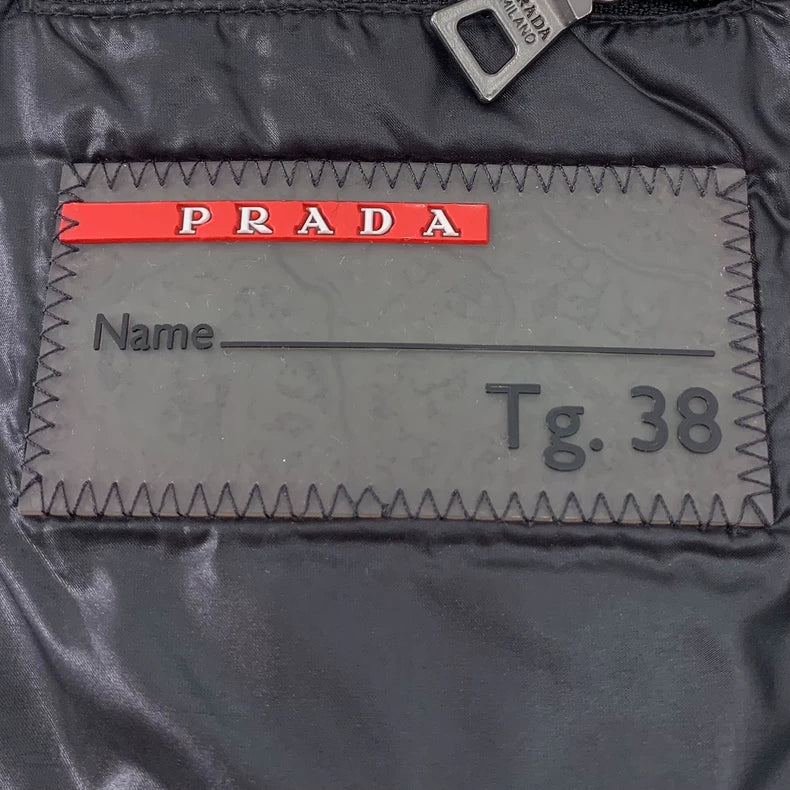 PRADA
MILANO
PRADA
Name
Tg. 38